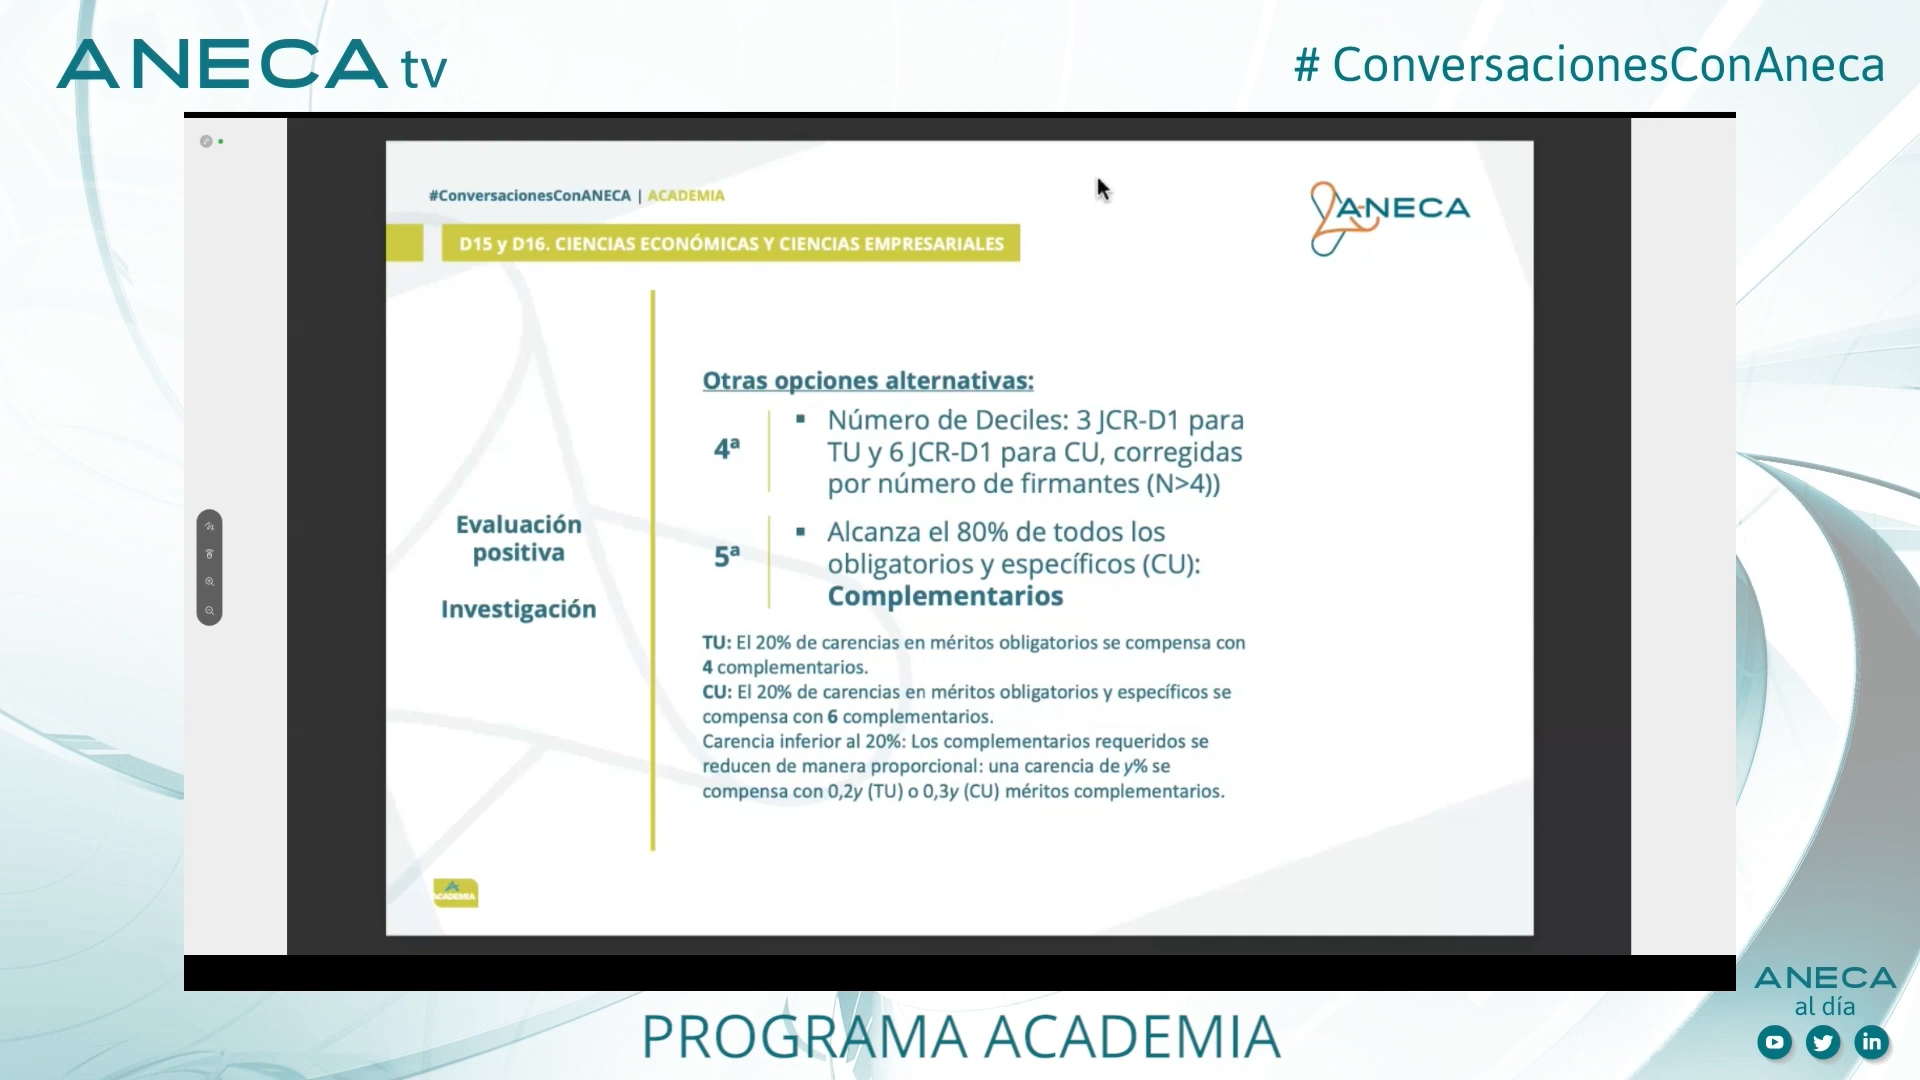 ANECA tv
# ConversacionesConAneca
#ConversacionesConANECA | ACADEMIA
ANECA
D15 y D16. CIENCIAS ECONÓMICAS Y CIENCIAS EMPRESARIALES
Evaluación
positiva
Investigación
Otras opciones alternativas:
4ª
▪ Número de Deciles: 3 JCR-D1 para
TU y 6 JCR-D1 para CU, corregidas
por número de firmantes (N>4))
5ª
▪ Alcanza el 80% de todos los
obligatorios y específicos (CU):
Complementarios
TU: El 20% de carencias en méritos obligatorios se compensa con
4 complementarios.
CU: El 20% de carencias en méritos obligatorios y específicos se
compensa con 6 complementarios.
Carencia inferior al 20%: Los complementarios requeridos se
reducen de manera proporcional: una carencia de y% se
compensa con 0,2y (TU) o 0,3y (CU) méritos complementarios.
ACADEMIA
PROGRAMA ACADEMIA
ANECA
al día
in